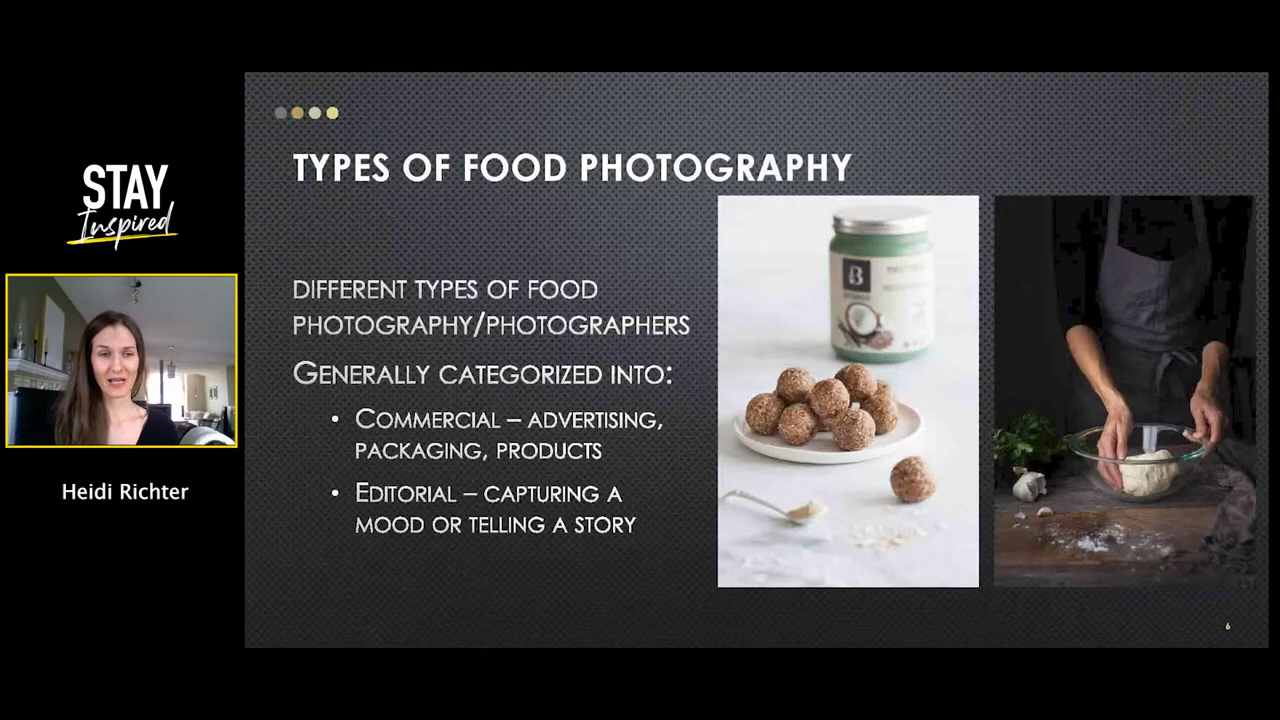 STAY
Inspired
Heidi Richter
TYPES OF FOOD PHOTOGRAPHY
DIFFERENT TYPES OF FOOD
PHOTOGRAPHY/PHOTOGRAPHERS
GENERALLY CATEGORIZED INTO:
• COMMERCIAL – ADVERTISING,
PACKAGING, PRODUCTS
• EDITORIAL – CAPTURING A
MOOD OR TELLING A STORY
B
6